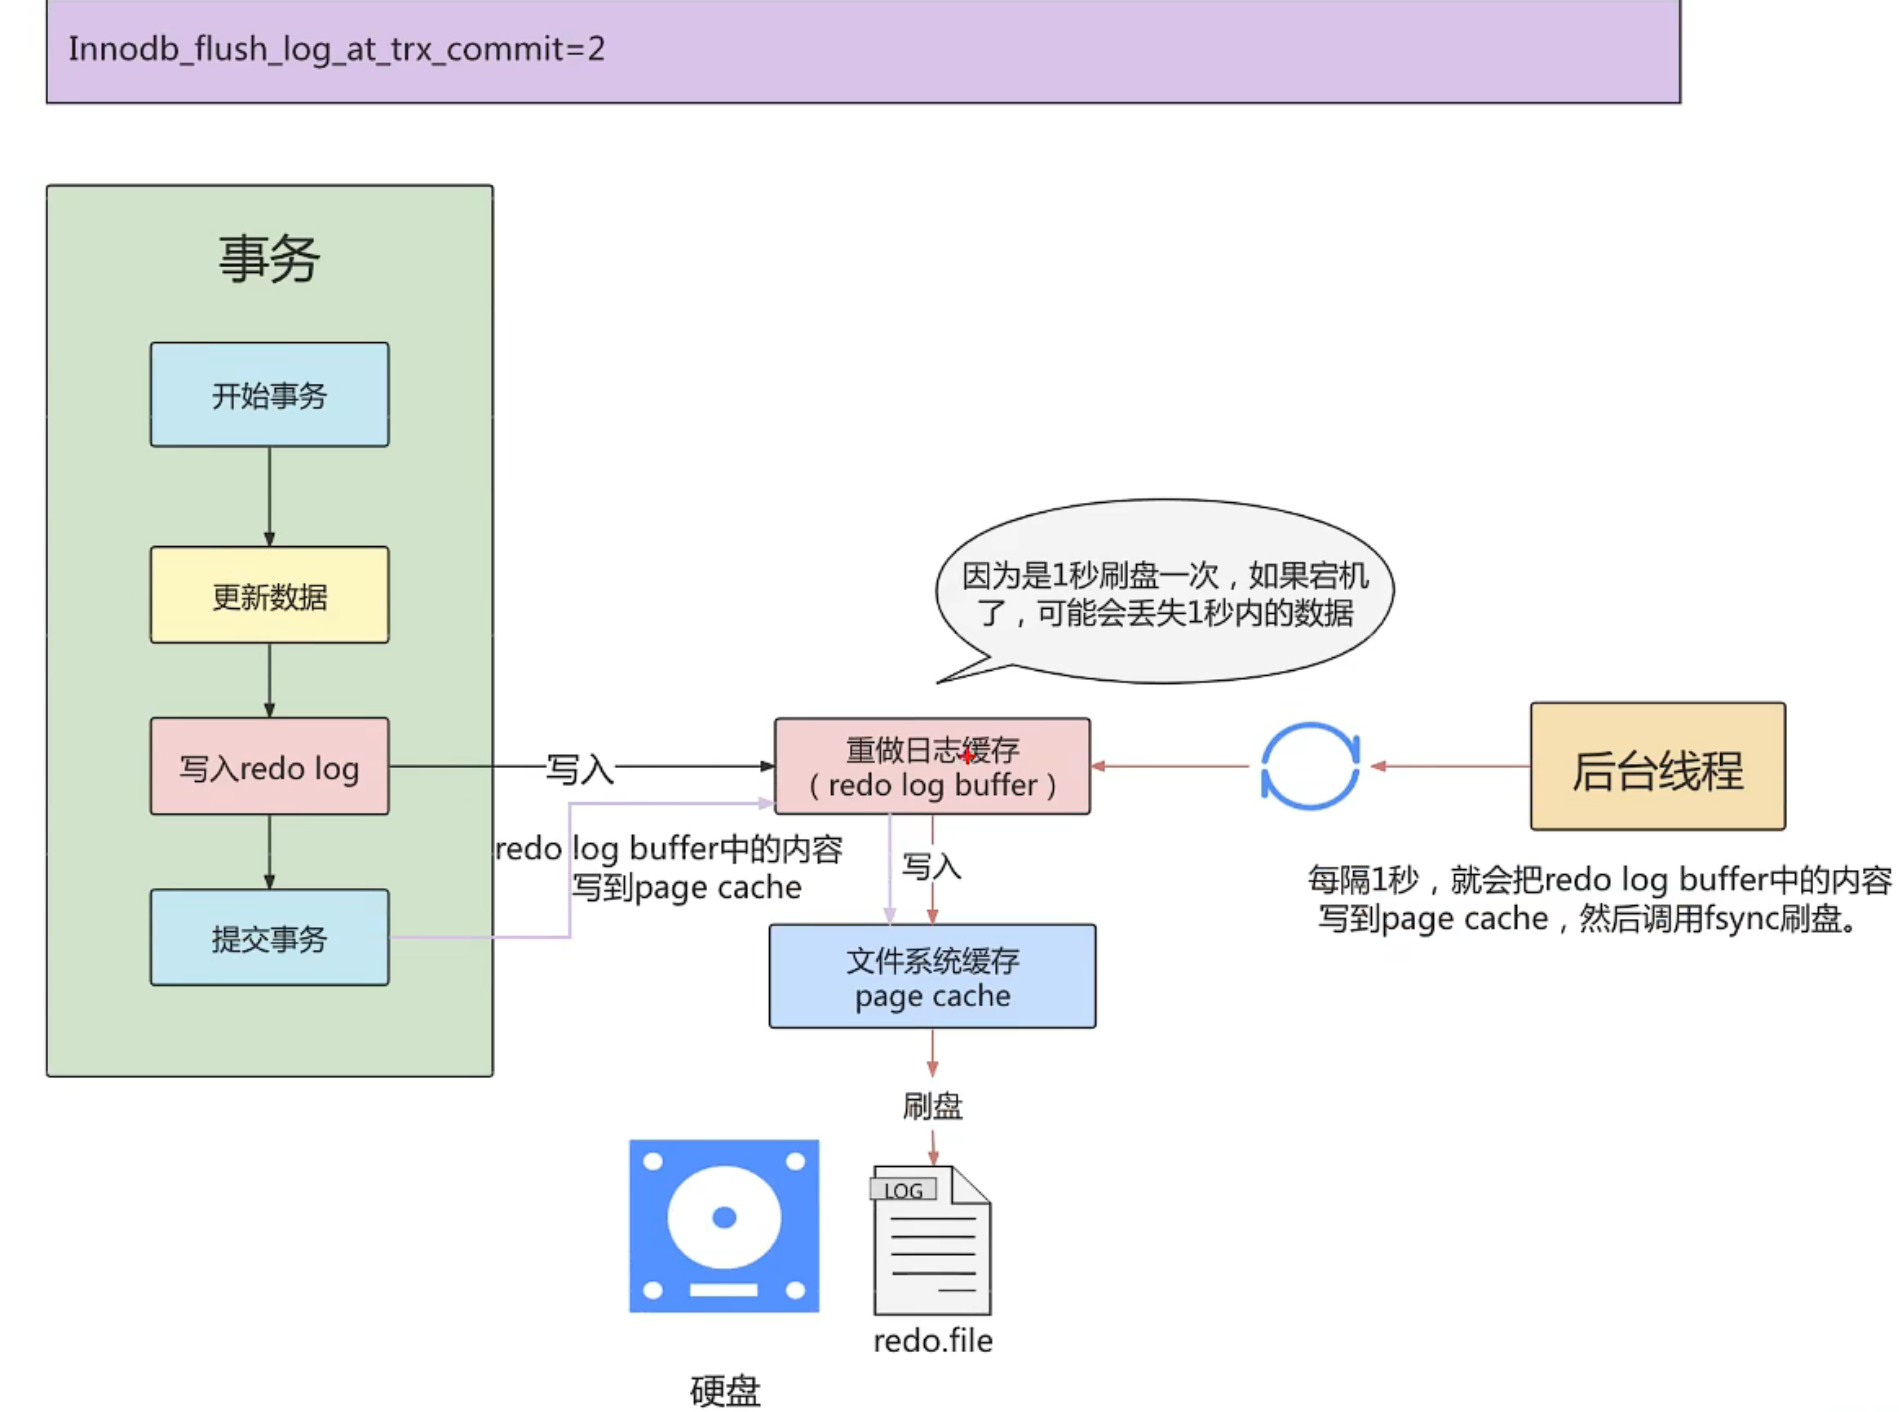 Innodb_flush_log_at_trx_commit=2
事务
开始事务
更新数据
写入redo log
提交事务
写入
redo log buffer中的内容
写到page cache
因为是1秒刷盘一次，如果宕机
了，可能会丢失1秒内的数据
重做日志缓存
（redo log buffer）
写入
文件系统缓存
page cache
刷盘
LOG
redo.file
硬盘
后台线程
每隔1秒，就会把redo log buffer中的内容
写到page cache，然后调用fsync刷盘。